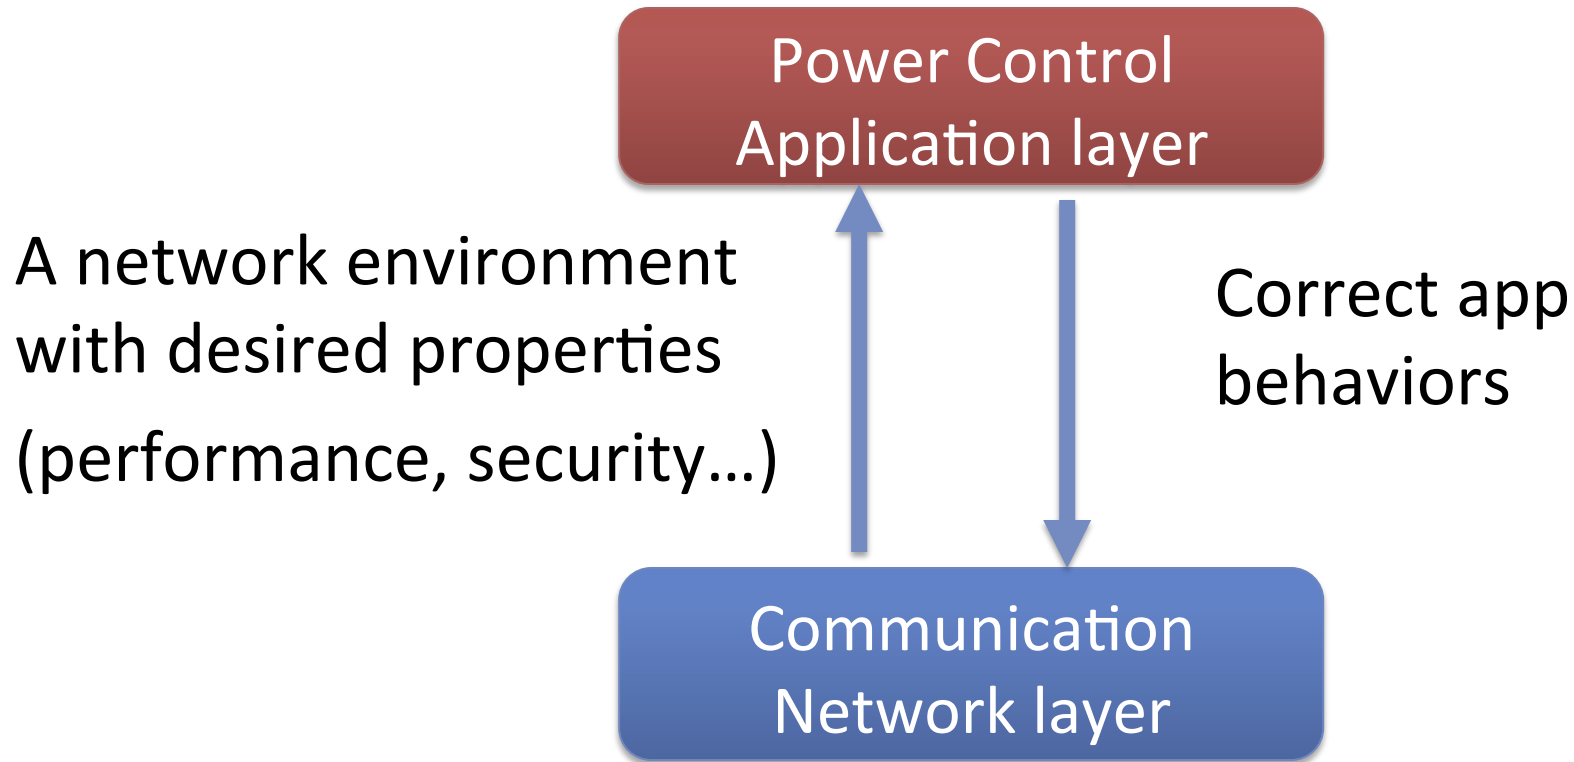 Power Control
Application layer
A network environment
with desired properties
(performance, security…)
Correct app
behaviors
Communication
Network layer